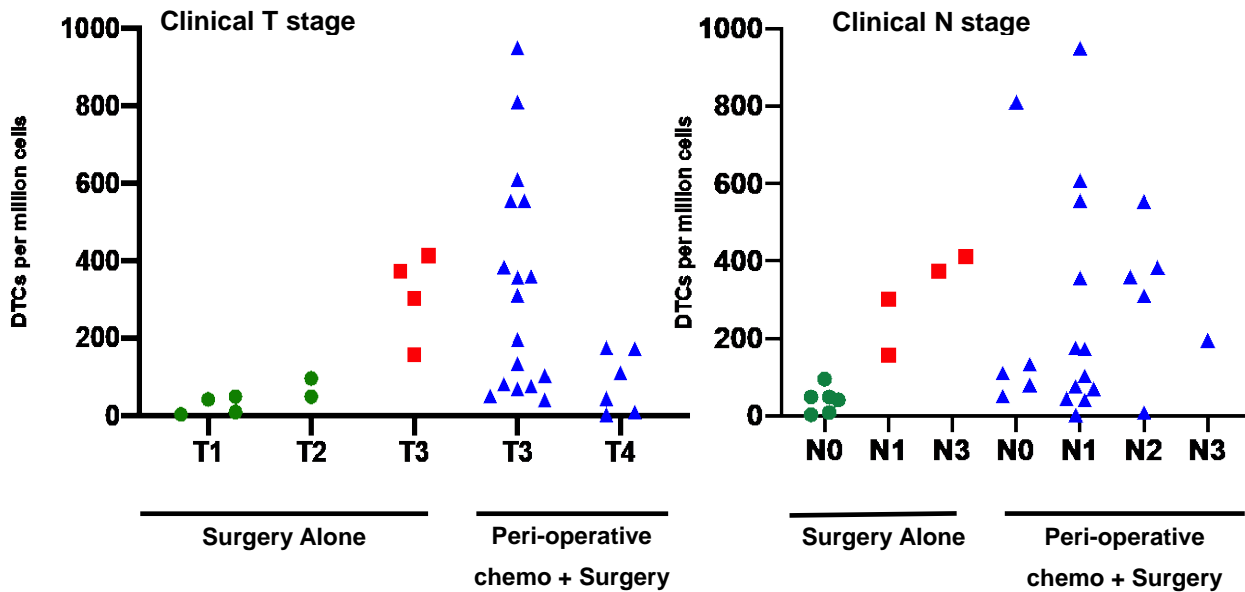 Clinical T stage
DTCs per million cells
1000
800
600
400
200
0
T1 T2 T3 T3 T4
Surgery Alone
Peri-operative
chemo + Surgery
Clinical N stage
DTCs per million cells
1000
800
600
400
200
0
N0 N1 N3 N0 N1 N2 N3
Surgery Alone
Peri-operative
chemo + Surgery